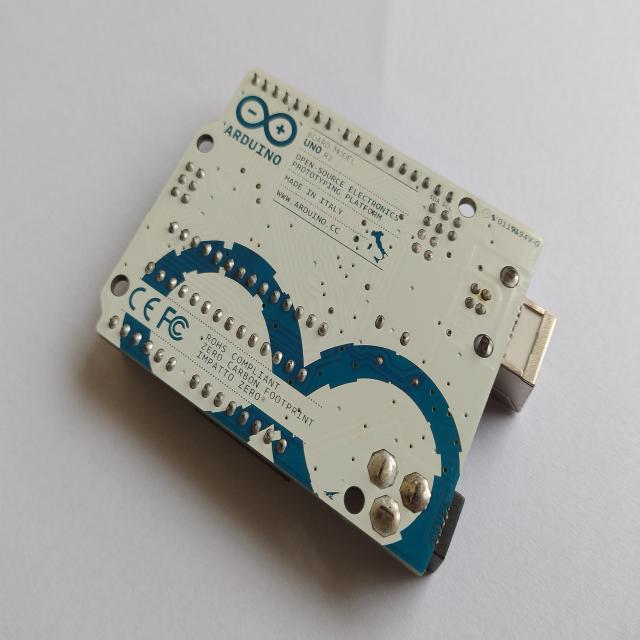 ARDUINO
BOARD MODEL
UNO R3
OPEN-SOURCE ELECTRONICS
PROTOTYPING PLATFORM
MADE IN ITALY
WWW.ARDUINO.CC
CE FC
ROHS COMPLIANT
ZERO CARBON FOOTPRINT
IMPATTO ZERO®